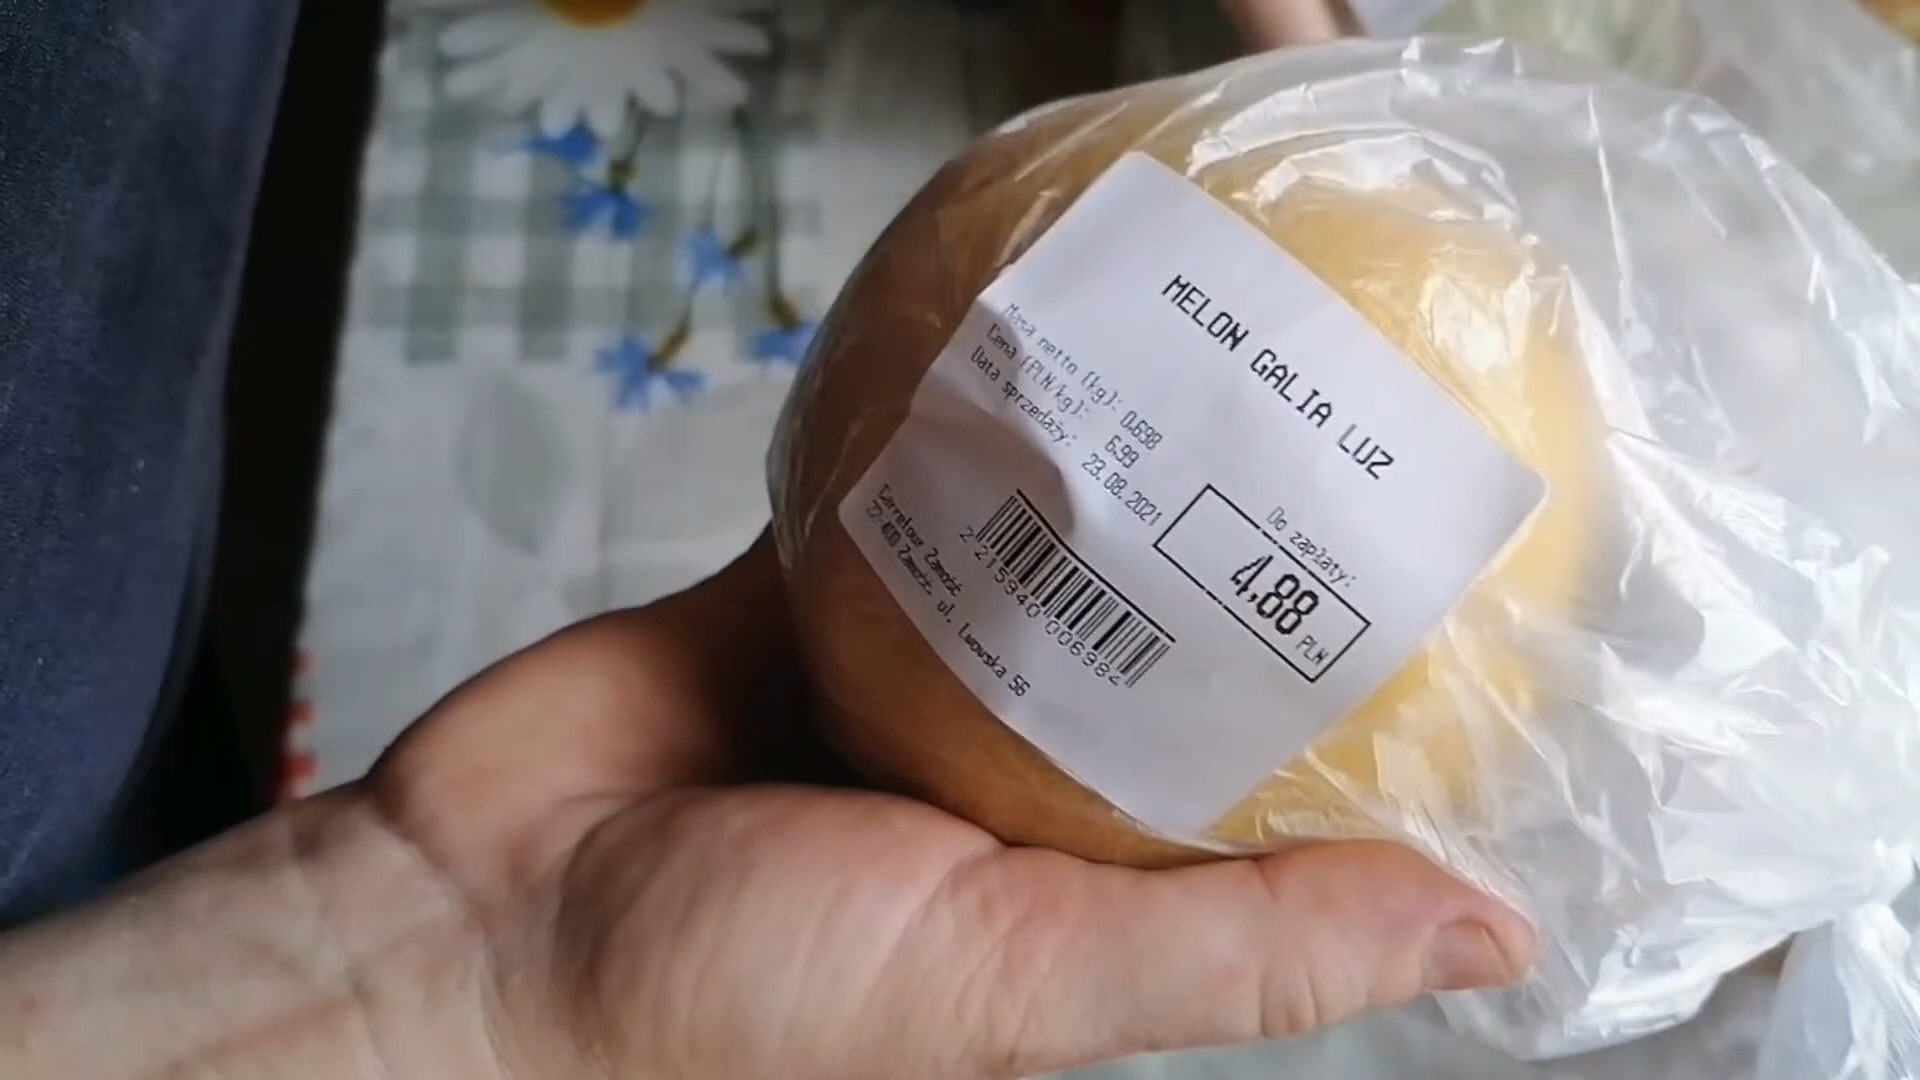 MELON GALIA LUZ
Masa netto (kg): 0.698
Cena (PLN/kg): 6.99
Data sprzedaży: 23.08.2021
Do zapłaty:
4,88 PLN
2 215940 006984
Carrefour Zamość
22-400 Zamość, ul. Lwowska 56